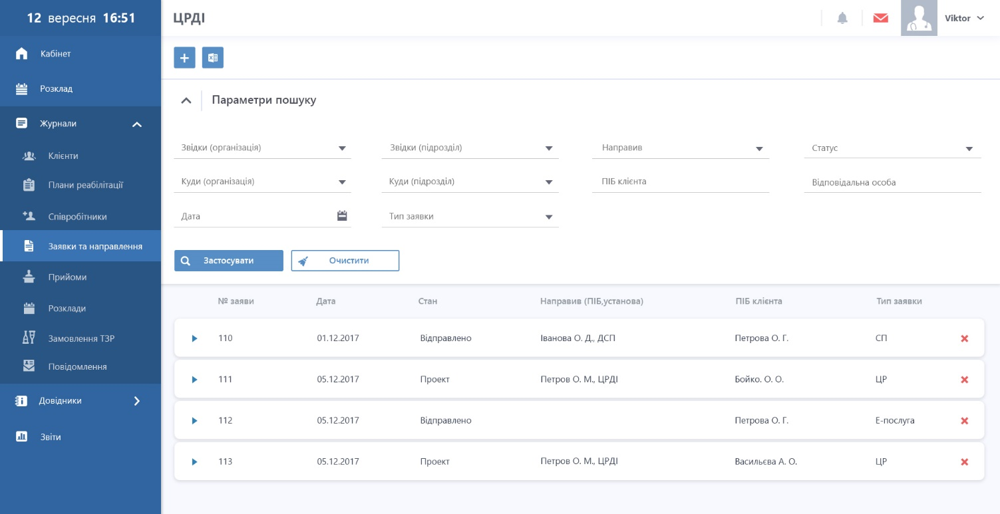 12 вересня 16:51
ЦРДІ
Viktor
Кабінет
Розклад
Журнали
Клієнти
Плани реабілітації
Співробітники
Заявки та направлення
Прийоми
Розклади
Замовлення ТЗР
Повідомлення
Довідники
Звіти
Параметри пошуку
Звідки (організація) Звідки (підрозділ) Направив Статус
Куди (організація) Куди (підрозділ) ПІБ клієнта Відповідальна особа
Дата Тип заявки
Застосувати Очистити
№ заяви Дата Стан Направив (ПІБ,установа) ПІБ клієнта Тип заявки
110 01.12.2017 Відправлено Іванова О. Д., ДСП Петрова О. Г. СП
111 05.12.2017 Проект Петров О. М., ЦРДІ Бойко. О. О. ЦР
112 05.12.2017 Відправлено Петрова О. Г. Е-послуга
113 05.12.2017 Проект Петров О. М., ЦРДІ Васильєва А. О. ЦР